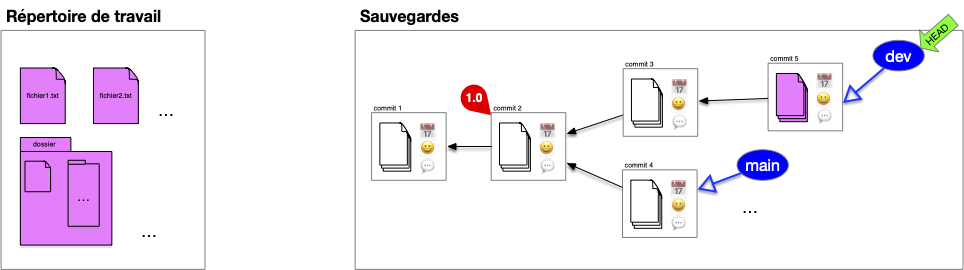 Répertoire de travail
Sauvegardes
fichier1.txt
fichier2.txt
...
dossier
...
...
commit 1
1.0
commit 2
commit 3
commit 5
HEAD
dev
commit 4
main
...
17
17
17
17
17